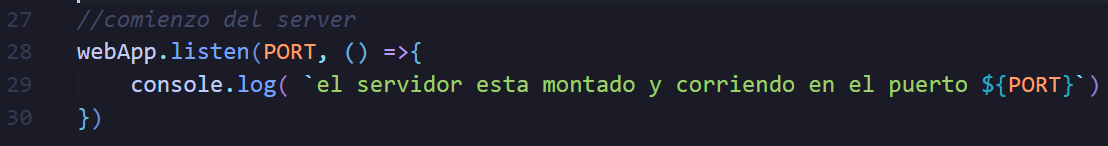 27 //comienzo del server
28 webApp.listen(PORT, () =>{
29 console.log( `el servidor esta montado y corriendo en el puerto ${PORT}`)
30 })